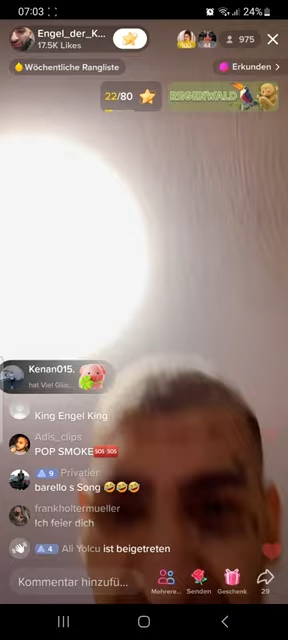 07:03
24%
Engel_der_K...
17.5K Likes
975
Wöchentliche Rangliste
Erkunden
22/80
REGENWALD
Kenan015.
hat Viel Glüc...
King Engel King
Adis_clips
POP SMOKE🆘🆘
9 Privatier
barello s Song 🤣🤣🤣
frankholtermueller
Ich feier dich
4 Ali Yolcu ist beigetreten
Kommentar hinzufü...
Mehrere...
Senden
Geschenk
29